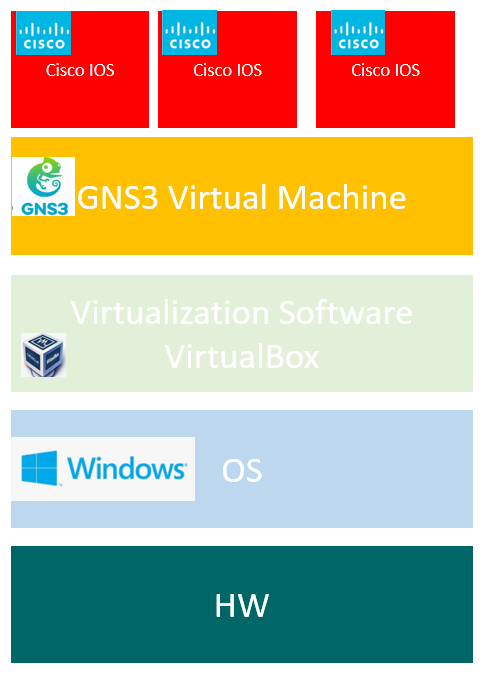 CISCO
CISCO
CISCO
Cisco IOS
Cisco IOS
Cisco IOS
GNS3
GNS3 Virtual Machine
Virtualization Software
VirtualBox
Windows
OS
HW